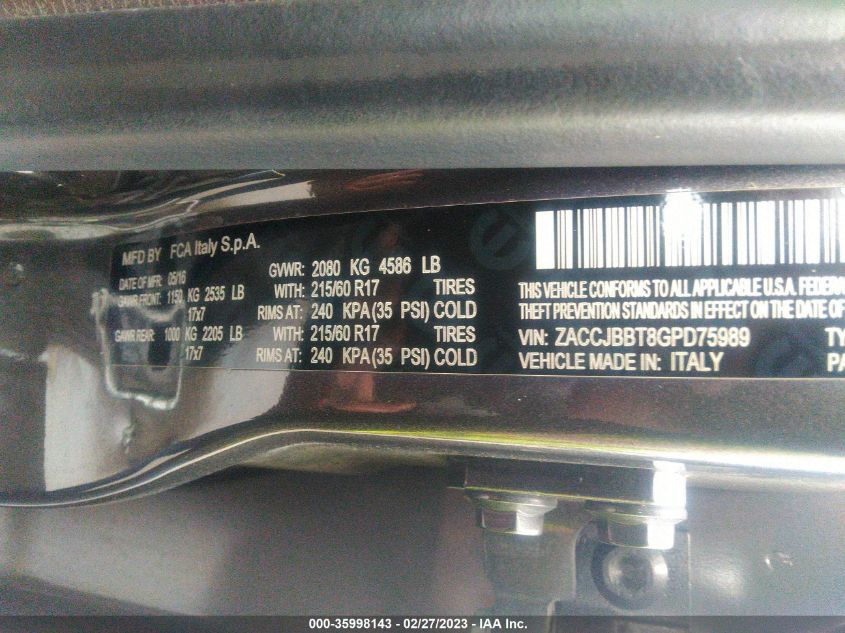 MFD BY FCA Italy S.p.A.
DATE OF MFR: 05/16 GVWR: 2080 KG 4586 LB
GAWR FRONT: 1150 KG 2535 LB WITH: 215/60 R17 TIRES
17x7 RIMS AT: 240 KPA (35 PSI) COLD
GAWR REAR: 1000 KG 2205 LB WITH: 215/60 R17 TIRES
17x7 RIMS AT: 240 KPA (35 PSI) COLD
THIS VEHICLE CONFORMS TO ALL APPLICABLE U.S.A. FEDERA
THEFT PREVENTION STANDARDS IN EFFECT ON THE DATE OF
VIN: ZACCJBBT8GPD75989 TY
VEHICLE MADE IN: ITALY PA
000-35998143 - 02/27/2023 - IAA Inc.